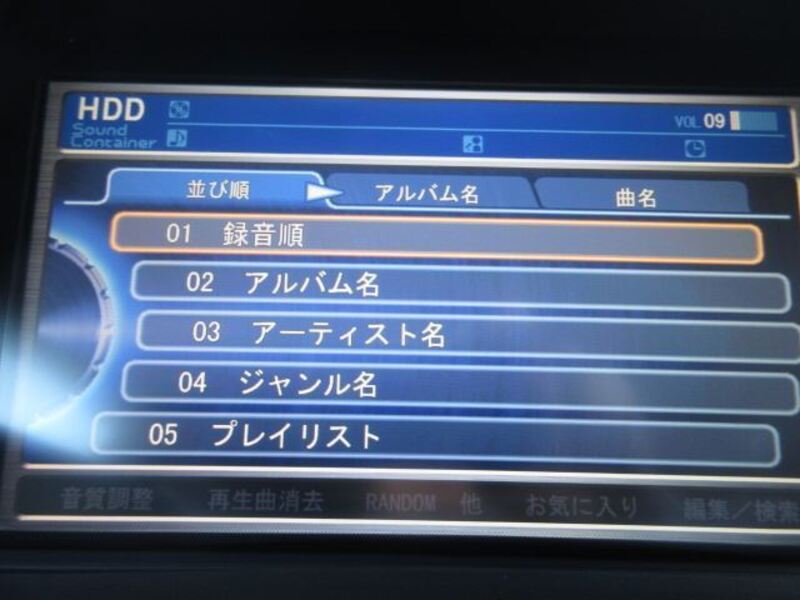 HDD
VOL 09
Sound
Container
並び順 アルバム名 曲名
01 録音順
02 アルバム名
03 アーティスト名
04 ジャンル名
05 プレイリスト
音質調整 再生曲消去 RANDOM 他 お気に入り 編集／検索